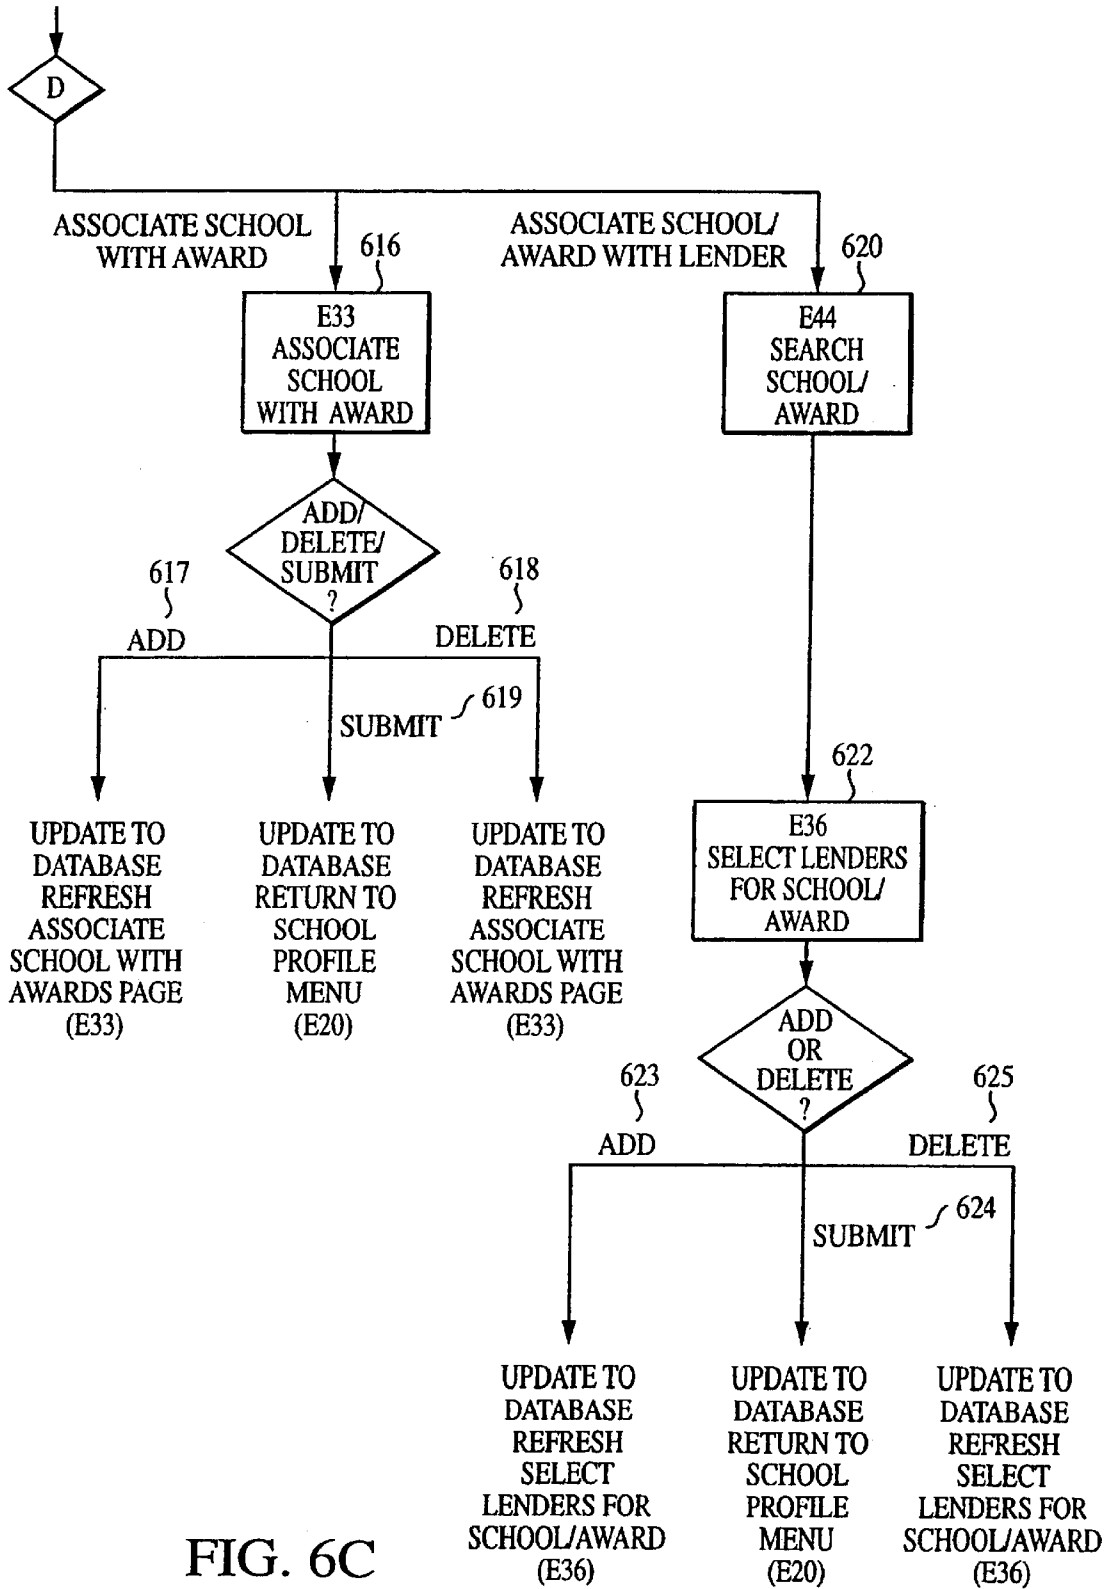 D
ASSOCIATE SCHOOL
WITH AWARD
616
ASSOCIATE SCHOOL/
AWARD WITH LENDER
620
E33
ASSOCIATE
SCHOOL
WITH AWARD
E44
SEARCH
SCHOOL/
AWARD
ADD/
DELETE/
SUBMIT
?
617
ADD
618
DELETE
SUBMIT
619
UPDATE TO
DATABASE
REFRESH
ASSOCIATE
SCHOOL WITH
AWARDS PAGE
(E33)
UPDATE TO
DATABASE
RETURN TO
SCHOOL
PROFILE
MENU
(E20)
UPDATE TO
DATABASE
REFRESH
ASSOCIATE
SCHOOL WITH
AWARDS PAGE
(E33)
622
E36
SELECT LENDERS
FOR SCHOOL/
AWARD
ADD
OR
DELETE
?
623
ADD
625
DELETE
SUBMIT
624
UPDATE TO
DATABASE
REFRESH
SELECT
LENDERS FOR
SCHOOL/AWARD
(E36)
UPDATE TO
DATABASE
RETURN TO
SCHOOL
PROFILE
MENU
(E20)
UPDATE TO
DATABASE
REFRESH
SELECT
LENDERS FOR
SCHOOL/AWARD
(E36)
FIG. 6C